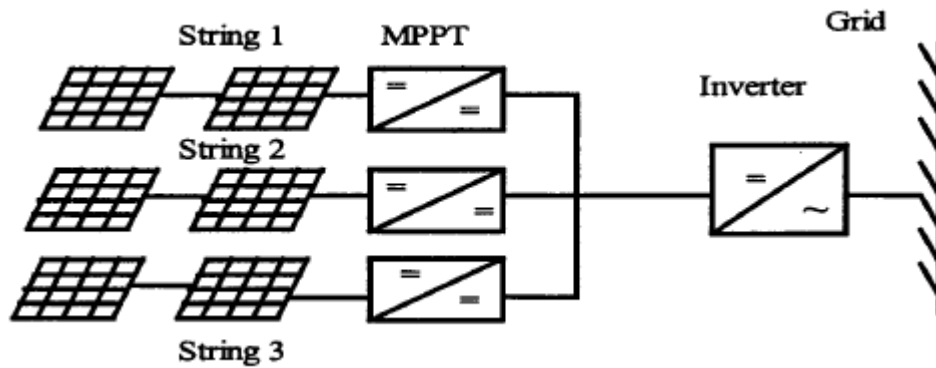 String 1
MPPT
Grid
Inverter
String 2
String 3
= =
= =
= =
= ~